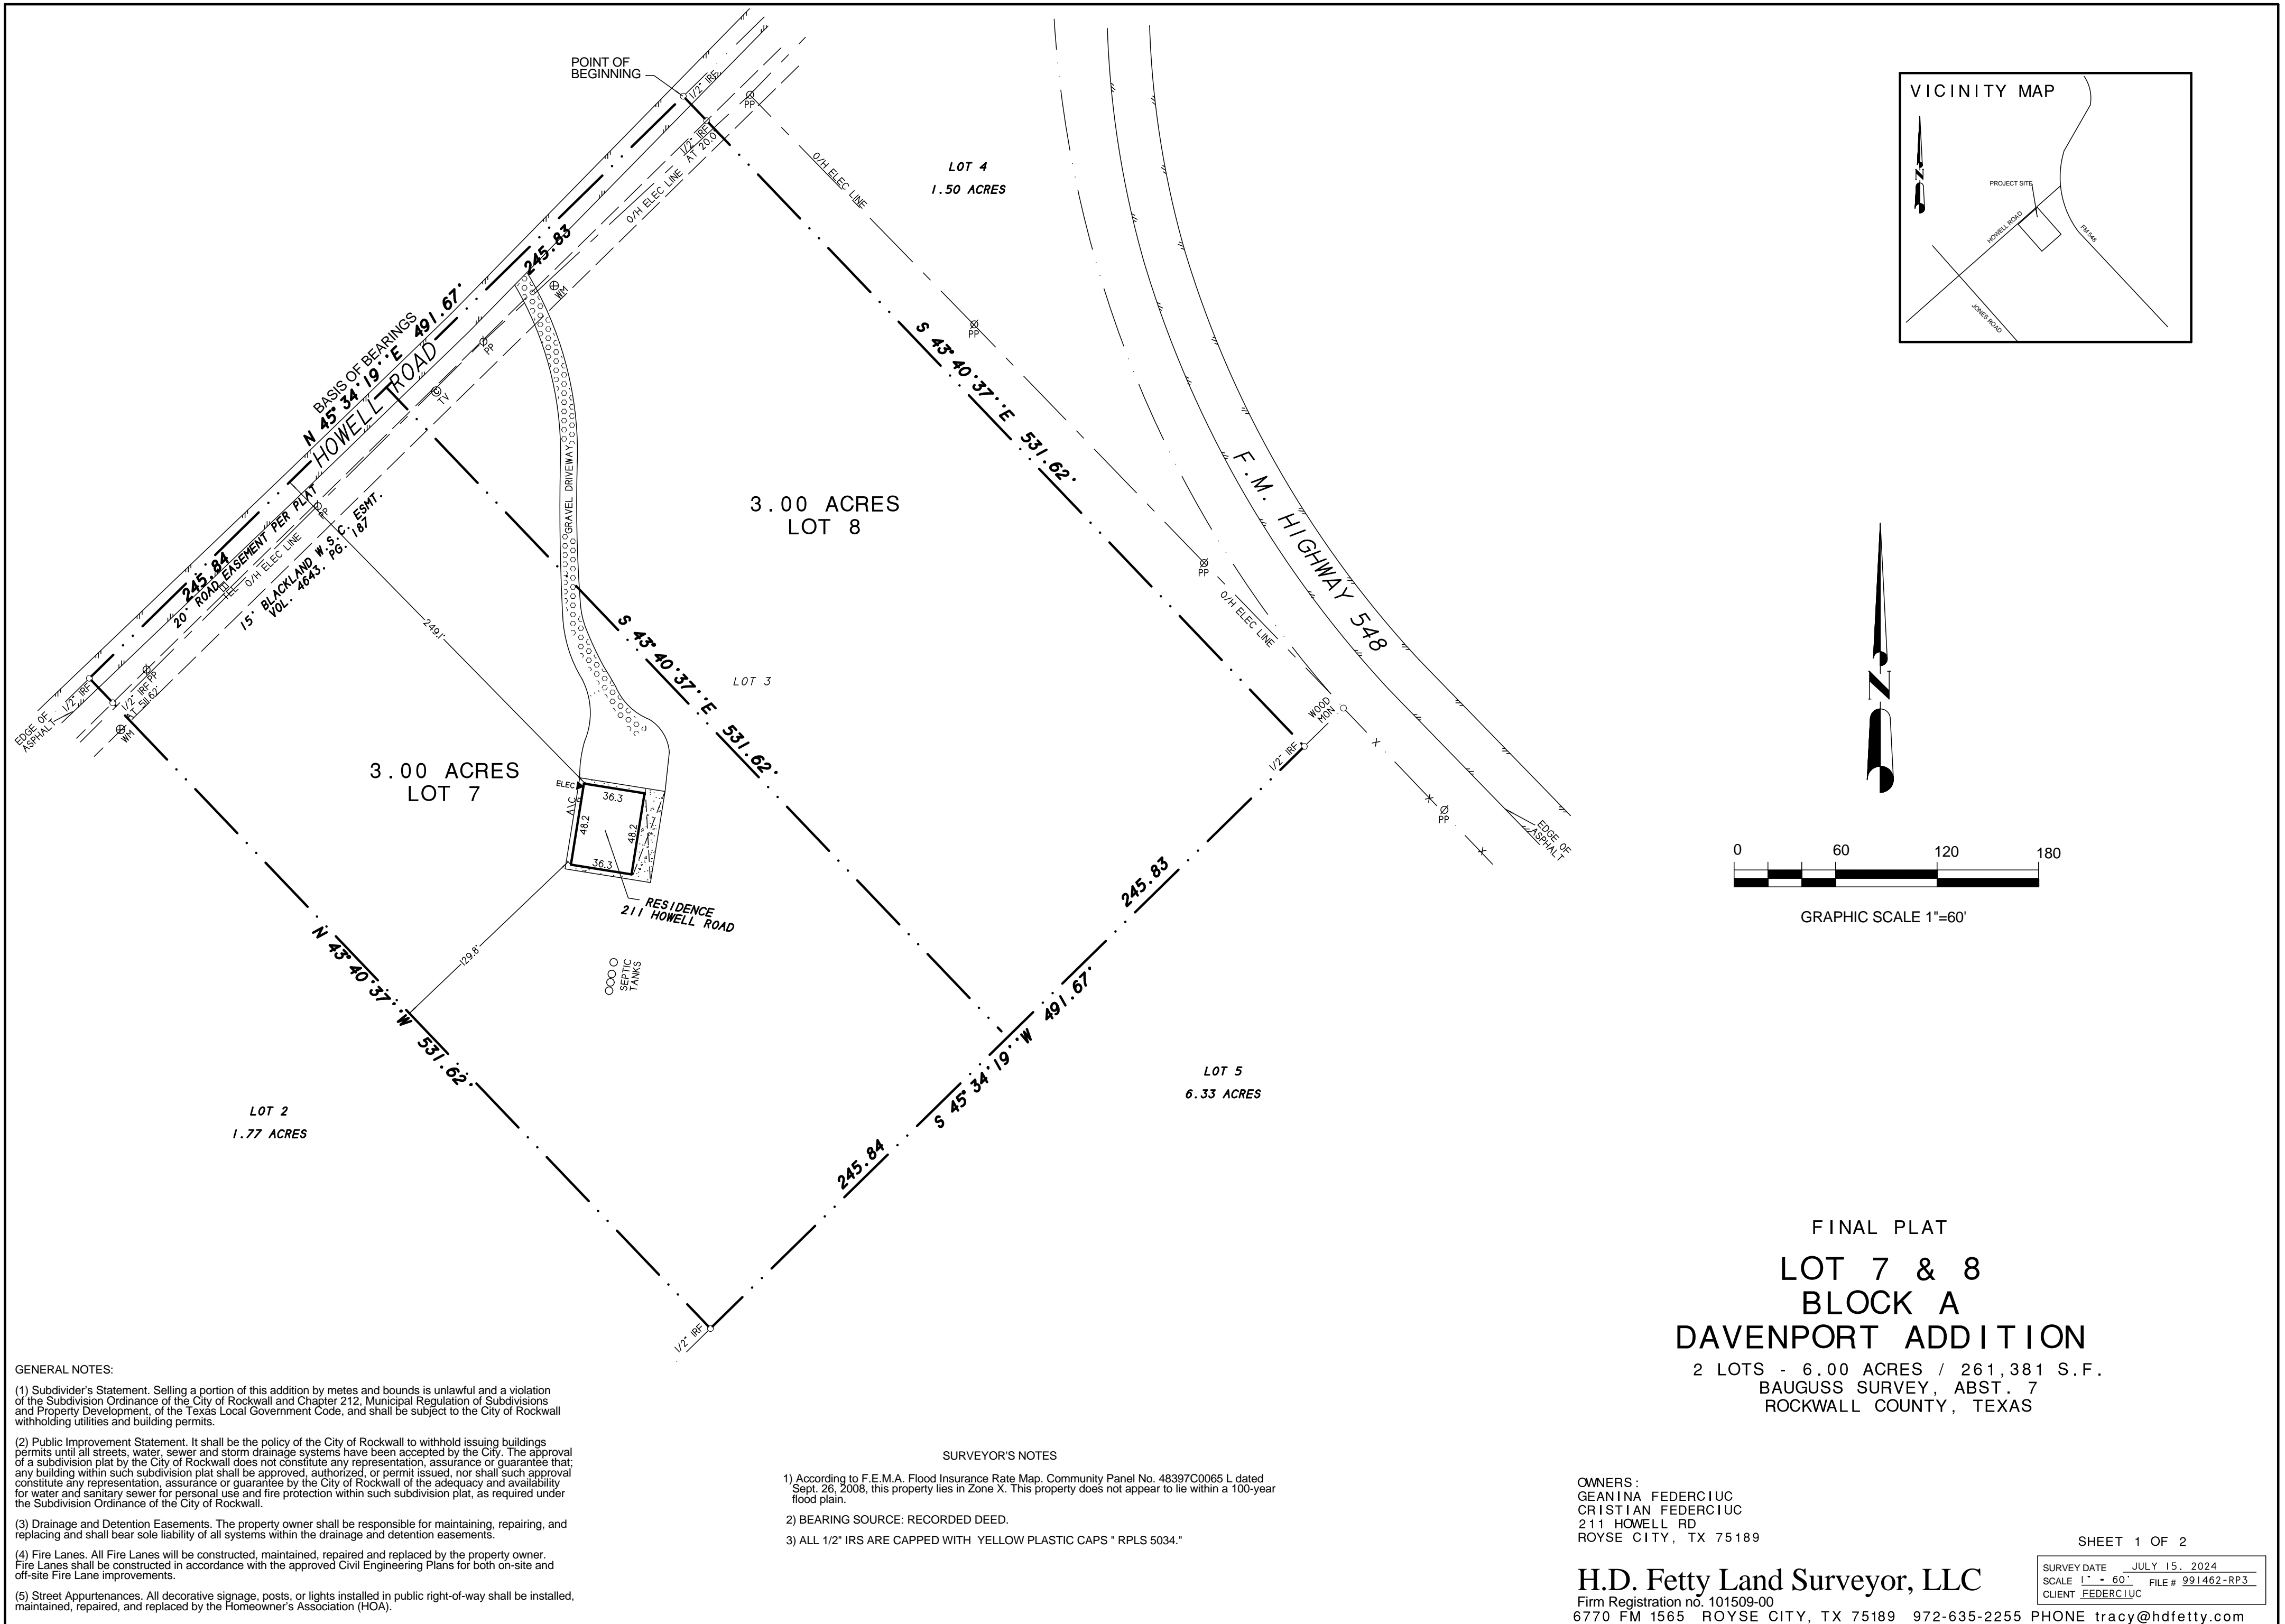 POINT OF
BEGINNING
1/2" IRF
PP
1/2" IRF
AT 20.0'
O/H ELEC LINE
O/H ELEC LINE
LOT 4
1.50 ACRES
VICINITY MAP
N
PROJECT SITE
HOWELL ROAD
FM 548
JONES ROAD
245.83
WM
BASIS OF BEARINGS
N 45°34'19''E 491.67'
HOWELL ROAD
PP
TV
S 43°40'37''E 531.62'
PP
GRAVEL DRIVEWAY
3.00 ACRES
LOT 8
F.M. HIGHWAY 548
PP
O/H ELEC LINE
245.84
20' ROAD EASEMENT PER PLAT
PP
O/H ELEC LINE
TEL
15' BLACKLAND W.S.C. ESMT.
VOL. 4643, PG. 187
249.1'
S 43°40'37''E 531.62'
LOT 3
N
1/2" IRF
1/2" IRF
AT 511.62'
PP
WM
EDGE OF
ASPHALT
WOOD
MON
1/2" IRF
X
X
PP
X
EDGE OF
ASPHALT
3.00 ACRES
LOT 7
ELEC
A\C
36.3
48.2
48.2
36.3
RESIDENCE
211 HOWELL ROAD
129.8'
SEPTIC
TANKS
0 60 120 180
GRAPHIC SCALE 1"=60'
N 43°40'37''W 531.62'
245.83
S 45°34'19''W 491.67'
245.84
LOT 5
6.33 ACRES
LOT 2
1.77 ACRES
1/2" IRF
FINAL PLAT
LOT 7 & 8
BLOCK A
DAVENPORT ADDITION
2 LOTS - 6.00 ACRES / 261,381 S.F.
BAUGUSS SURVEY, ABST. 7
ROCKWALL COUNTY, TEXAS
GENERAL NOTES:
(1) Subdivider's Statement. Selling a portion of this addition by metes and bounds is unlawful and a violation
of the Subdivision Ordinance of the City of Rockwall and Chapter 212, Municipal Regulation of Subdivisions
and Property Development, of the Texas Local Government Code, and shall be subject to the City of Rockwall
withholding utilities and building permits.
(2) Public Improvement Statement. It shall be the policy of the City of Rockwall to withhold issuing buildings
permits until all streets, water, sewer and storm drainage systems have been accepted by the City. The approval
of a subdivision plat by the City of Rockwall does not constitute any representation, assurance or guarantee that;
any building within such subdivision plat shall be approved, authorized, or permit issued, nor shall such approval
constitute any representation, assurance or guarantee by the City of Rockwall of the adequacy and availability
for water and sanitary sewer for personal use and fire protection within such subdivision plat, as required under
the Subdivision Ordinance of the City of Rockwall.
(3) Drainage and Detention Easements. The property owner shall be responsible for maintaining, repairing, and
replacing and shall bear sole liability of all systems within the drainage and detention easements.
(4) Fire Lanes. All Fire Lanes will be constructed, maintained, repaired and replaced by the property owner.
Fire Lanes shall be constructed in accordance with the approved Civil Engineering Plans for both on-site and
off-site Fire Lane improvements.
(5) Street Appurtenances. All decorative signage, posts, or lights installed in public right-of-way shall be installed,
maintained, repaired, and replaced by the Homeowner's Association (HOA).
SURVEYOR'S NOTES
1) According to F.E.M.A. Flood Insurance Rate Map. Community Panel No. 48397C0065 L dated
Sept. 26, 2008, this property lies in Zone X. This property does not appear to lie within a 100-year
flood plain.
2) BEARING SOURCE: RECORDED DEED.
3) ALL 1/2" IRS ARE CAPPED WITH YELLOW PLASTIC CAPS " RPLS 5034."
OWNERS:
GEANINA FEDERCIUC
CRISTIAN FEDERCIUC
211 HOWELL RD
ROYSE CITY, TX 75189
SHEET 1 OF 2
H.D. Fetty Land Surveyor, LLC
Firm Registration no. 101509-00
6770 FM 1565 ROYSE CITY, TX 75189 972-635-2255 PHONE tracy@hdfetty.com
SURVEY DATE JULY 15, 2024
SCALE 1" - 60' FILE # 991462-RP3
CLIENT FEDERCIUC